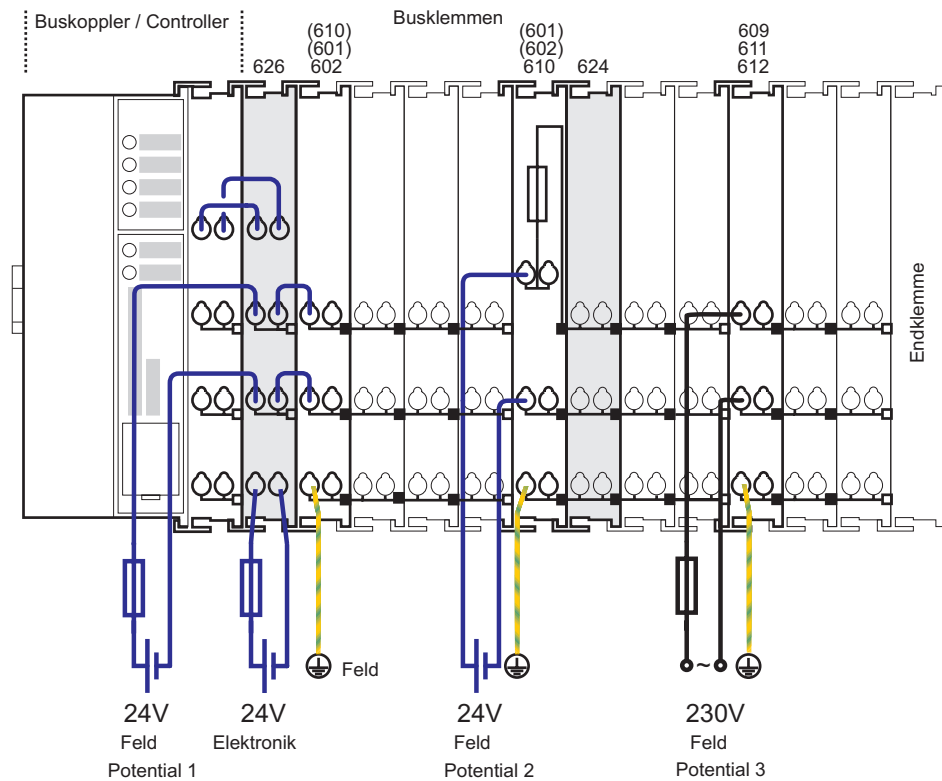 Busklemmen
Buskoppler / Controller
(610)
(601)
602
626
(601)
(602)
610
624
609
611
612
Endklemme
Feld
~
24V
Feld
Potential 1
24V
Elektronik
24V
Feld
Potential 2
230V
Feld
Potential 3